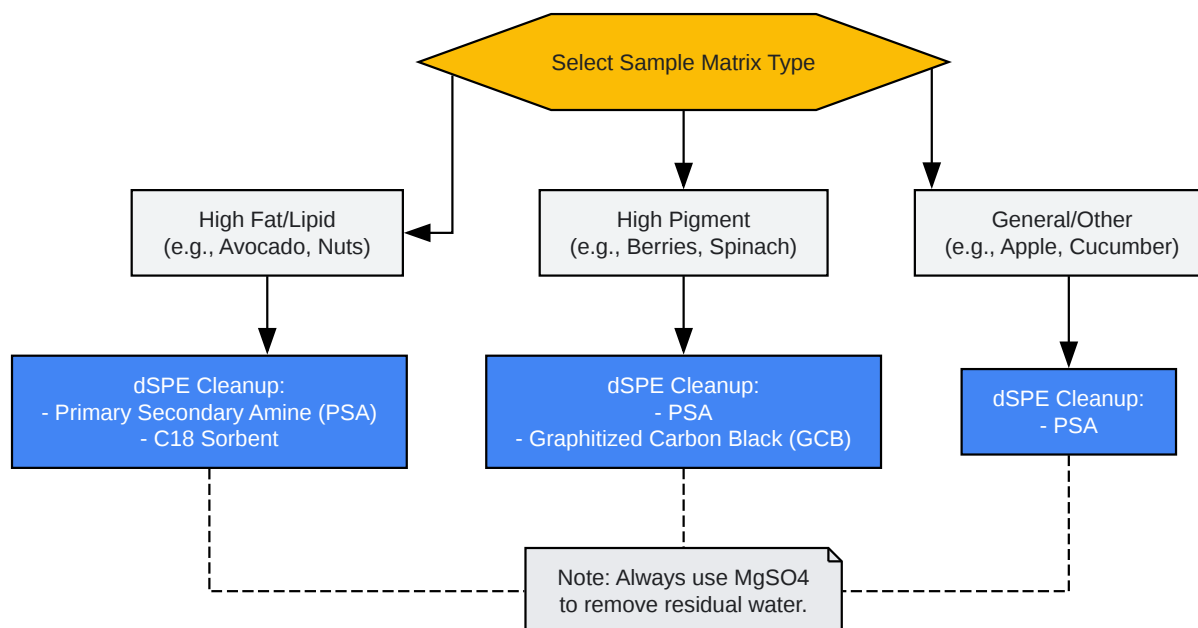 Select Sample Matrix Type
High Fat/Lipid
(e.g., Avocado, Nuts)
High Pigment
(e.g., Berries, Spinach)
General/Other
(e.g., Apple, Cucumber)
dSPE Cleanup:
- Primary Secondary Amine (PSA)
- C18 Sorbent
dSPE Cleanup:
- PSA
- Graphitized Carbon Black (GCB)
dSPE Cleanup:
- PSA
Note: Always use MgSO4
to remove residual water.